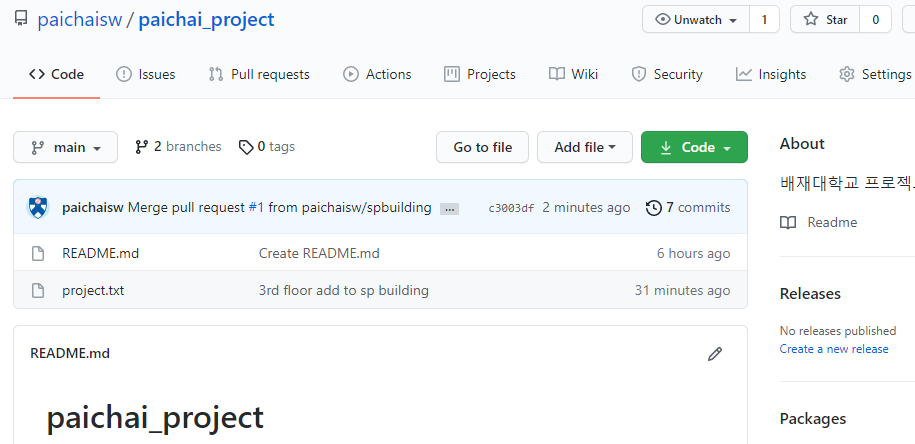 paichaisw / paichai_project
Unwatch 1 Star 0
Code Issues Pull requests Actions Projects Wiki Security Insights Settings
main 2 branches 0 tags Go to file Add file Code
paichaisw Merge pull request #1 from paichaisw/spbuilding ... c3003df 2 minutes ago 7 commits
README.md Create README.md 6 hours ago
project.txt 3rd floor add to sp building 31 minutes ago
README.md
paichai_project
About
배재대학교 프로젝
Readme
Releases
No releases published
Create a new release
Packages